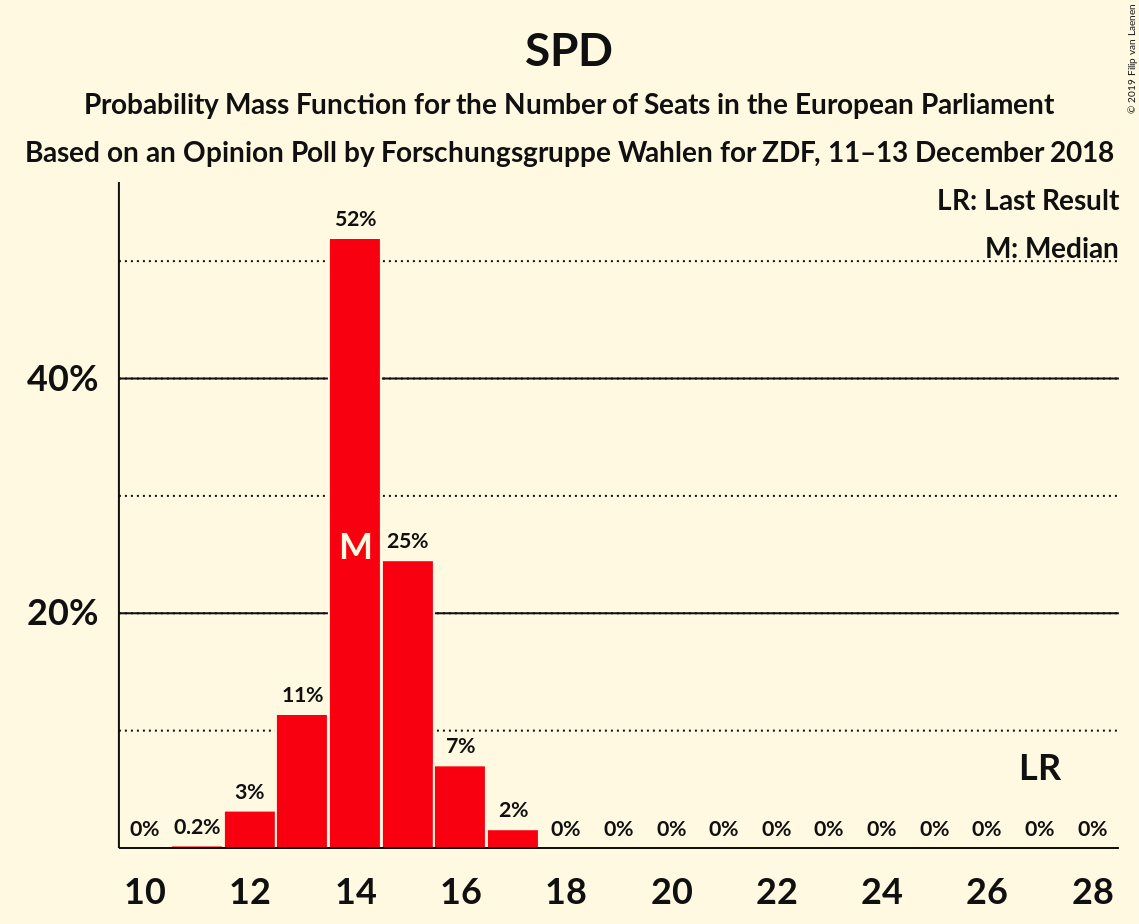 SPD
Probability Mass Function for the Number of Seats in the European Parliament
Based on an Opinion Poll by Forschungsgruppe Wahlen for ZDF, 11–13 December 2018
© 2019 Filip van Laenen
LR: Last Result
M: Median
52%
40%
M
25%
20%
11%
7%
LR
3%
2%
0% 0.2% 0% 0% 0% 0% 0% 0% 0% 0% 0% 0% 0%
10 12 14 16 18 20 22 24 26 28